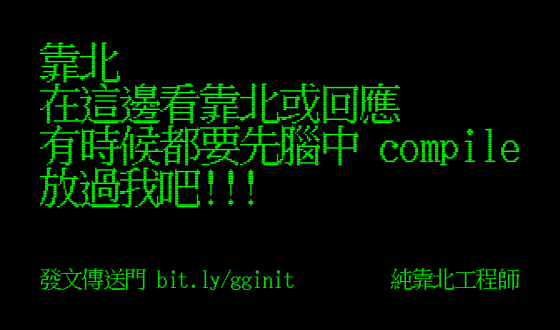 靠北
在這邊看靠北或回應
有時候都要先腦中 compile
放過我吧!!!
發文傳送門 bit.ly/gginit
純靠北工程師